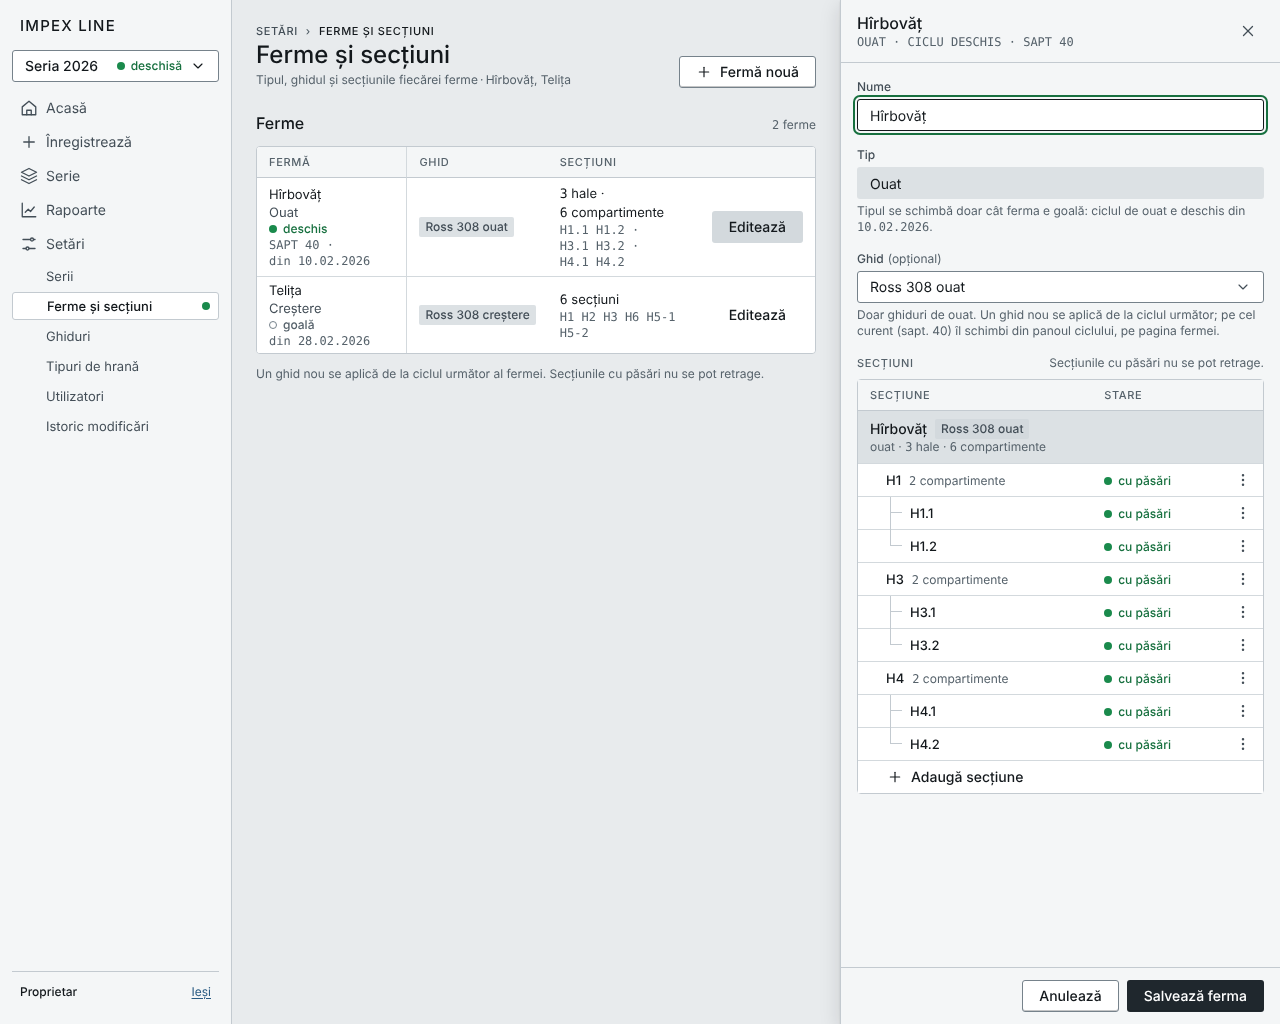 IMPEX LINE
Seria 2026 deschisă
Acasă
Înregistrează
Serie
Rapoarte
Setări
Serii
Ferme și secțiuni
Ghiduri
Tipuri de hrană
Utilizatori
Istoric modificări
Proprietar Ieși
SETĂRI › FERME ȘI SECȚIUNI
Ferme și secțiuni
Tipul, ghidul și secțiunile fiecărei ferme · Hîrbovăț, Telița
Fermă nouă
Ferme 2 ferme
FERMĂ GHID SECȚIUNI
Hîrbovăț
Ouat
deschis
SAPT 40 ·
din 10.02.2026
Ross 308 ouat
3 hale ·
6 compartimente
H1.1 H1.2 ·
H3.1 H3.2 ·
H4.1 H4.2
Editează
Telița
Creștere
goală
din 28.02.2026
Ross 308 creștere
6 secțiuni
H1 H2 H3 H6 H5-1
H5-2
Editează
Un ghid nou se aplică de la ciclul următor al fermei. Secțiunile cu păsări nu se pot retrage.
Hîrbovăț
OUAT · CICLU DESCHIS · SAPT 40
Nume
Hîrbovăț
Tip
Ouat
Tipul se schimbă doar cât ferma e goală: ciclul de ouat e deschis din
10.02.2026.
Ghid (opțional)
Ross 308 ouat
Doar ghiduri de ouat. Un ghid nou se aplică de la ciclul următor; pe cel
curent (sapt. 40) îl schimbi din panoul ciclului, pe pagina fermei.
SECȚIUNI Secțiunile cu păsări nu se pot retrage.
SECȚIUNE STARE
Hîrbovăț Ross 308 ouat
ouat · 3 hale · 6 compartimente
H1 2 compartimente cu păsări
H1.1 cu păsări
H1.2 cu păsări
H3 2 compartimente cu păsări
H3.1 cu păsări
H3.2 cu păsări
H4 2 compartimente cu păsări
H4.1 cu păsări
H4.2 cu păsări
Adaugă secțiune
Anulează Salvează ferma